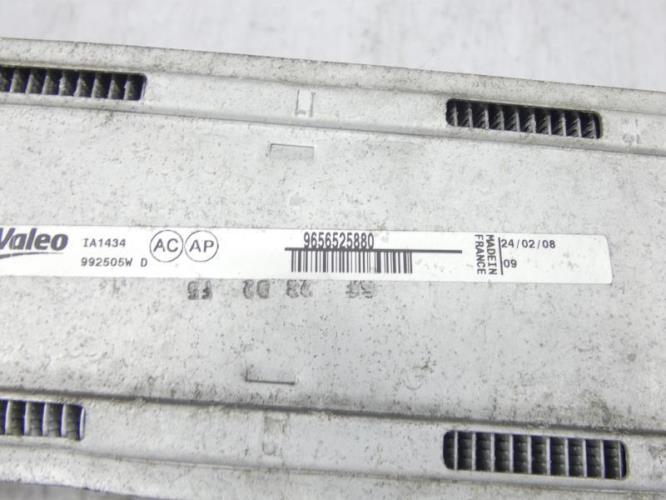 Valeo
IA1434
992505W D
AC AP
9656525880
MADE IN
FRANCE
24/02/08
09